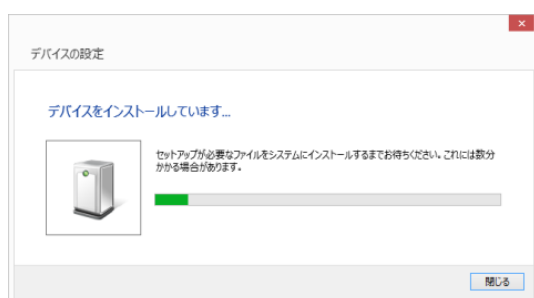 デバイスの設定
デバイスをインストールしています...
セットアップが必要なファイルをシステムにインストールするまでお待ちください。これには数分
かかる場合があります。
閉じる